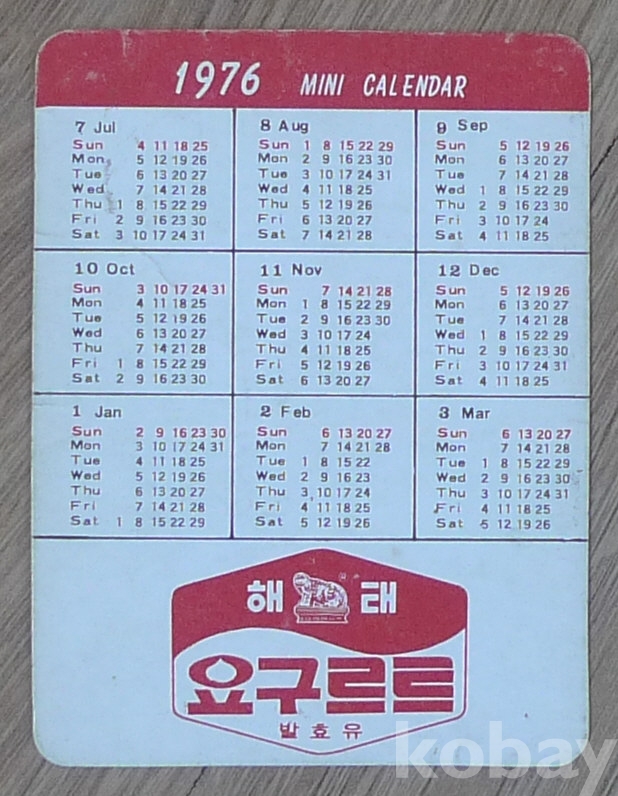 1976 MINI CALENDAR
7 Jul
Sun 4 11 18 25
Mon 5 12 19 26
Tue 6 13 20 27
Wed 7 14 21 28
Thu 1 8 15 22 29
Fri 2 9 16 23 30
Sat 3 10 17 24 31
8 Aug
Sun 1 8 15 22 29
Mon 2 9 16 23 30
Tue 3 10 17 24 31
Wed 4 11 18 25
Thu 5 12 19 26
Fri 6 13 20 27
Sat 7 14 21 28
9 Sep
Sun 5 12 19 26
Mon 6 13 20 27
Tue 7 14 21 28
Wed 1 8 15 22 29
Thu 2 9 16 23 30
Fri 3 10 17 24
Sat 4 11 18 25
10 Oct
Sun 3 10 17 24 31
Mon 4 11 18 25
Tue 5 12 19 26
Wed 6 13 20 27
Thu 7 14 21 28
Fri 1 8 15 22 29
Sat 2 9 16 23 30
11 Nov
Sun 7 14 21 28
Mon 1 8 15 22 29
Tue 2 9 16 23 30
Wed 3 10 17 24
Thu 4 11 18 25
Fri 5 12 19 26
Sat 6 13 20 27
12 Dec
Sun 5 12 19 26
Mon 6 13 20 27
Tue 7 14 21 28
Wed 1 8 15 22 29
Thu 2 9 16 23 30
Fri 3 10 17 24 31
Sat 4 11 18 25
1 Jan
Sun 2 9 16 23 30
Mon 3 10 17 24 31
Tue 4 11 18 25
Wed 5 12 19 26
Thu 6 13 20 27
Fri 7 14 21 28
Sat 1 8 15 22 29
2 Feb
Sun 6 13 20 27
Mon 7 14 21 28
Tue 1 8 15 22
Wed 2 9 16 23
Thu 3 10 17 24
Fri 4 11 18 25
Sat 5 12 19 26
3 Mar
Sun 6 13 20 27
Mon 7 14 21 28
Tue 1 8 15 22 29
Wed 2 9 16 23 30
Thu 3 10 17 24 31
Fri 4 11 18 25
Sat 5 12 19 26
해 태
요구르트
발효유
kobay